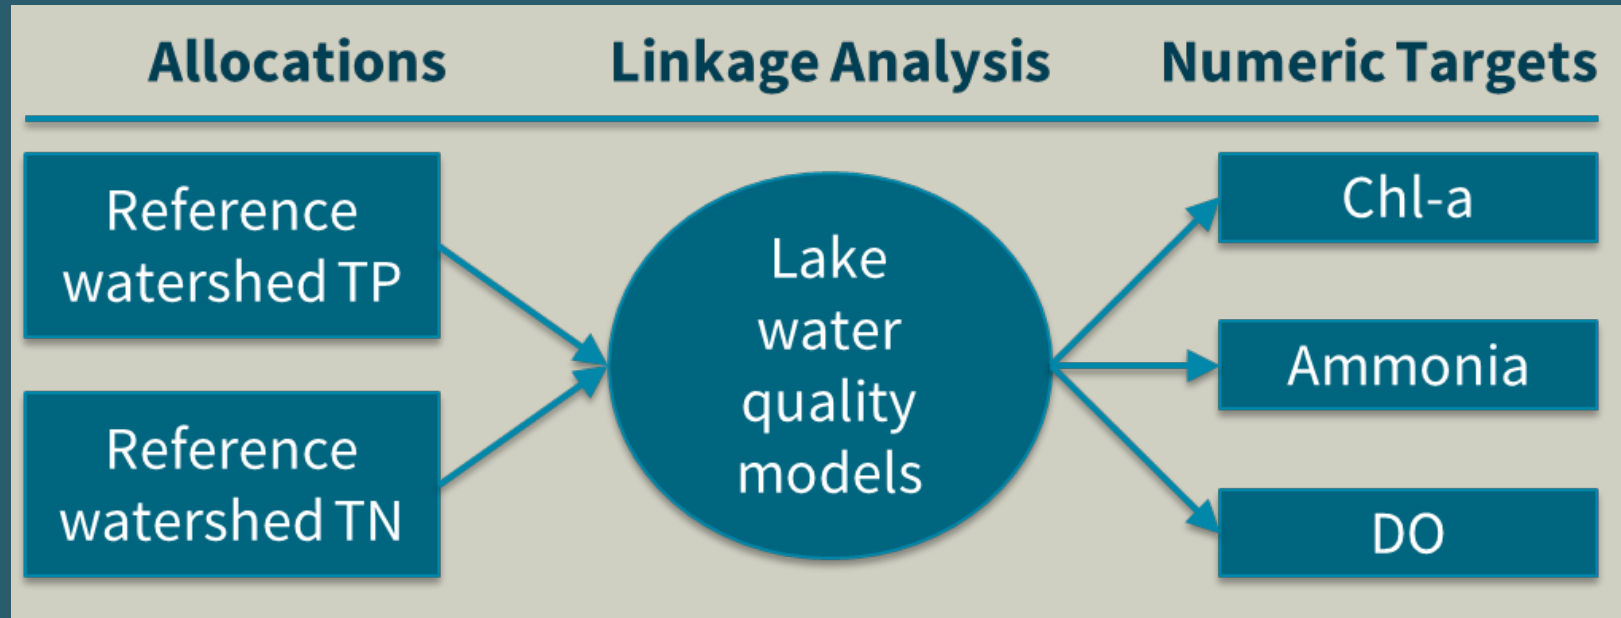 Allocations
Linkage Analysis
Numeric Targets
Reference
watershed TP
Reference
watershed TN
Lake
water
quality
models
Chl-a
Ammonia
DO